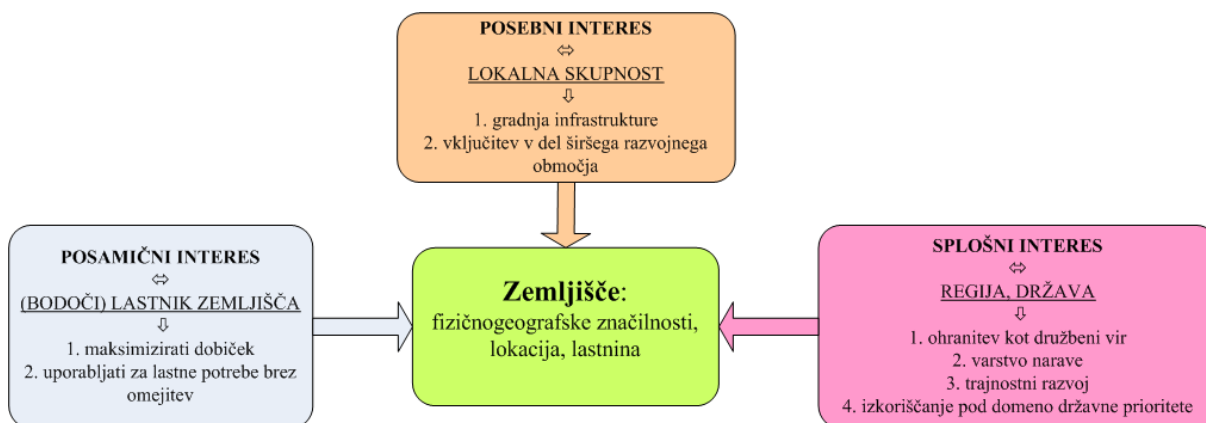 POSEBNI INTERES
⇔
LOKALNA SKUPNOST
⇩
1. gradnja infrastrukture
2. vključitev v del širšega razvojnega
območja
POSAMIČNI INTERES
⇔
(BODOČI) LASTNIK ZEMLJIŠČA
⇩
1. maksimizirati dobiček
2. uporabljati za lastne potrebe brez
omejitev
Zemljišče:
fizičnogeografske značilnosti,
lokacija, lastnina
SPLOŠNI INTERES
⇔
REGIJA, DRŽAVA
⇩
1. ohranitev kot družbeni vir
2. varstvo narave
3. trajnostni razvoj
4. izkoriščanje pod domeno državne prioritete